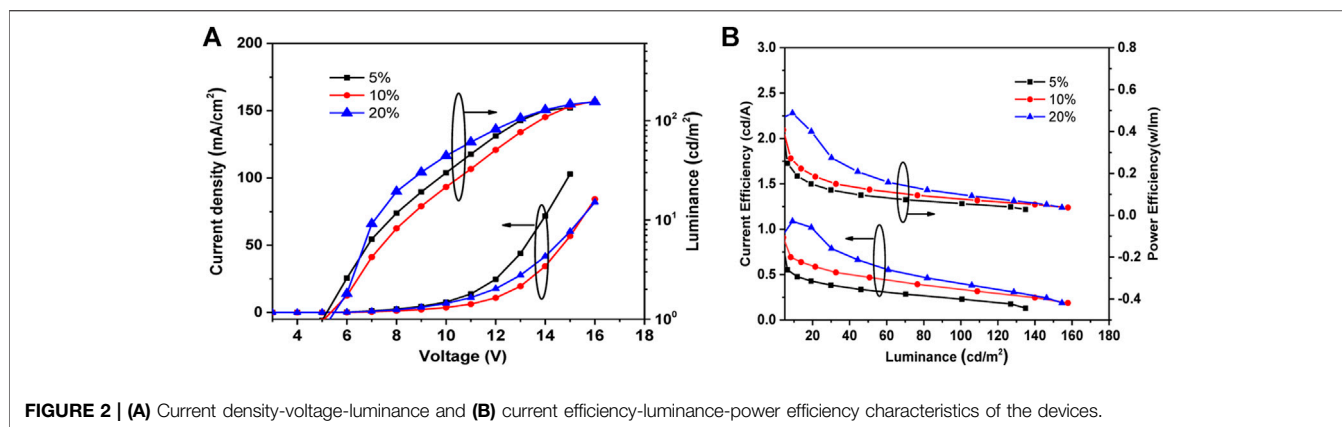 A
200
150
100
50
0
Current density (mA/cm²)
5%
10%
20%
10²
10¹
10⁰
Luminance (cd/m²)
4 6 8 10 12 14 16 18
Voltage (V)
B
3.0
2.5
2.0
1.5
1.0
0.5
0.0
Current Efficiency (cd/A)
5%
10%
20%
0.8
0.6
0.4
0.2
0.0
-0.2
-0.4
Power Efficiency(w/lm)
0 20 40 60 80 100 120 140 160 180
Luminance (cd/m²)
FIGURE 2 | (A) Current density-voltage-luminance and (B) current efficiency-luminance-power efficiency characteristics of the devices.